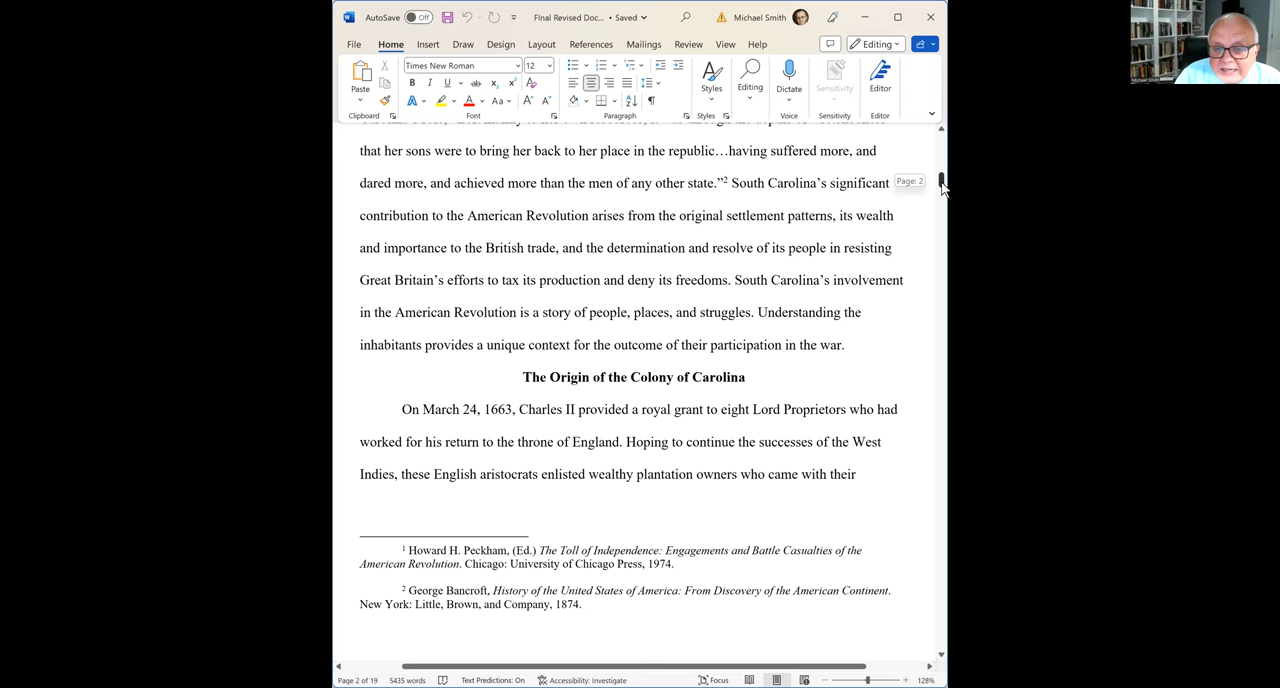 AutoSave Off FInal Revised Doc... • Saved Michael Smith
File Home Insert Draw Design Layout References Mailings Review View Help Editing
Times New Roman 12
Paste Styles Editing Dictate Sensitivity Editor
Clipboard Font Paragraph Styles Voice Sensitivity Editor
that her sons were to bring her back to her place in the republic…having suffered more, and
dared more, and achieved more than the men of any other state.”2 South Carolina’s significant
Page: 2
contribution to the American Revolution arises from the original settlement patterns, its wealth
and importance to the British trade, and the determination and resolve of its people in resisting
Great Britain’s efforts to tax its production and deny its freedoms. South Carolina’s involvement
in the American Revolution is a story of people, places, and struggles. Understanding the
inhabitants provides a unique context for the outcome of their participation in the war.
The Origin of the Colony of Carolina
On March 24, 1663, Charles II provided a royal grant to eight Lord Proprietors who had
worked for his return to the throne of England. Hoping to continue the successes of the West
Indies, these English aristocrats enlisted wealthy plantation owners who came with their
1 Howard H. Peckham, (Ed.) The Toll of Independence: Engagements and Battle Casualties of the
American Revolution. Chicago: University of Chicago Press, 1974.
2 George Bancroft, History of the United States of America: From Discovery of the American Continent.
New York: Little, Brown, and Company, 1874.
Page 2 of 19 5435 words Text Predictions: On Accessibility: Investigate Focus 128%
Michael Smith